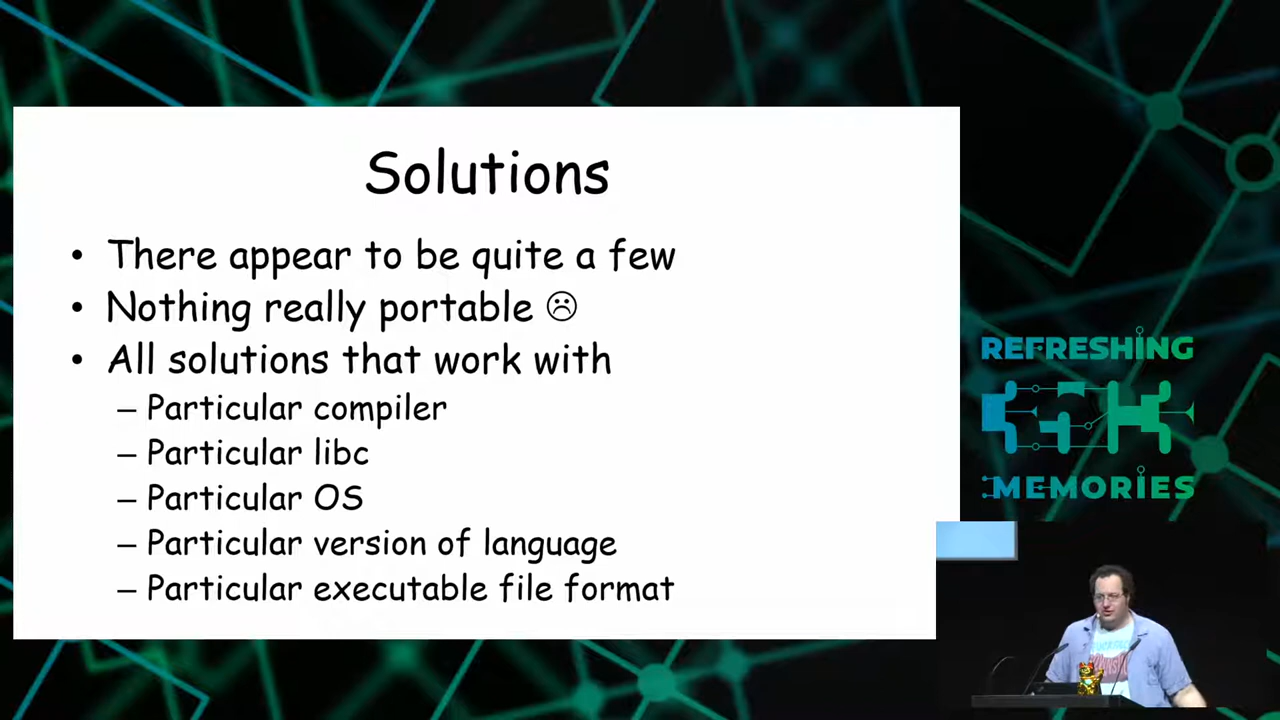 Solutions
• There appear to be quite a few
• Nothing really portable ☹
• All solutions that work with
– Particular compiler
– Particular libc
– Particular OS
– Particular version of language
– Particular executable file format
REFRESHING
MEMORIES